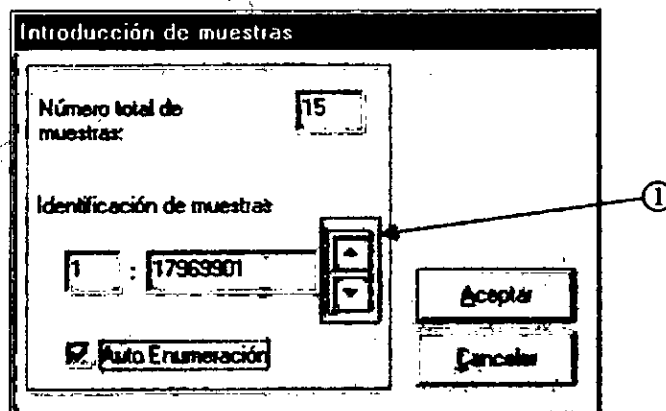 Introducción de muestras
Número total de
muestras:
15
Identificación de muestras
1 : 17969901
Auto Enumeración
Aceptar
Cancelar
1